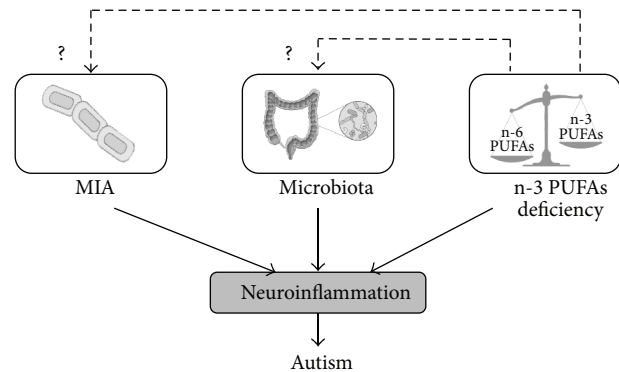 ?
?
n-6
PUFAs
n-3
PUFAs
MIA
Microbiota
n-3 PUFAs
deficiency
Neuroinflammation
Autism